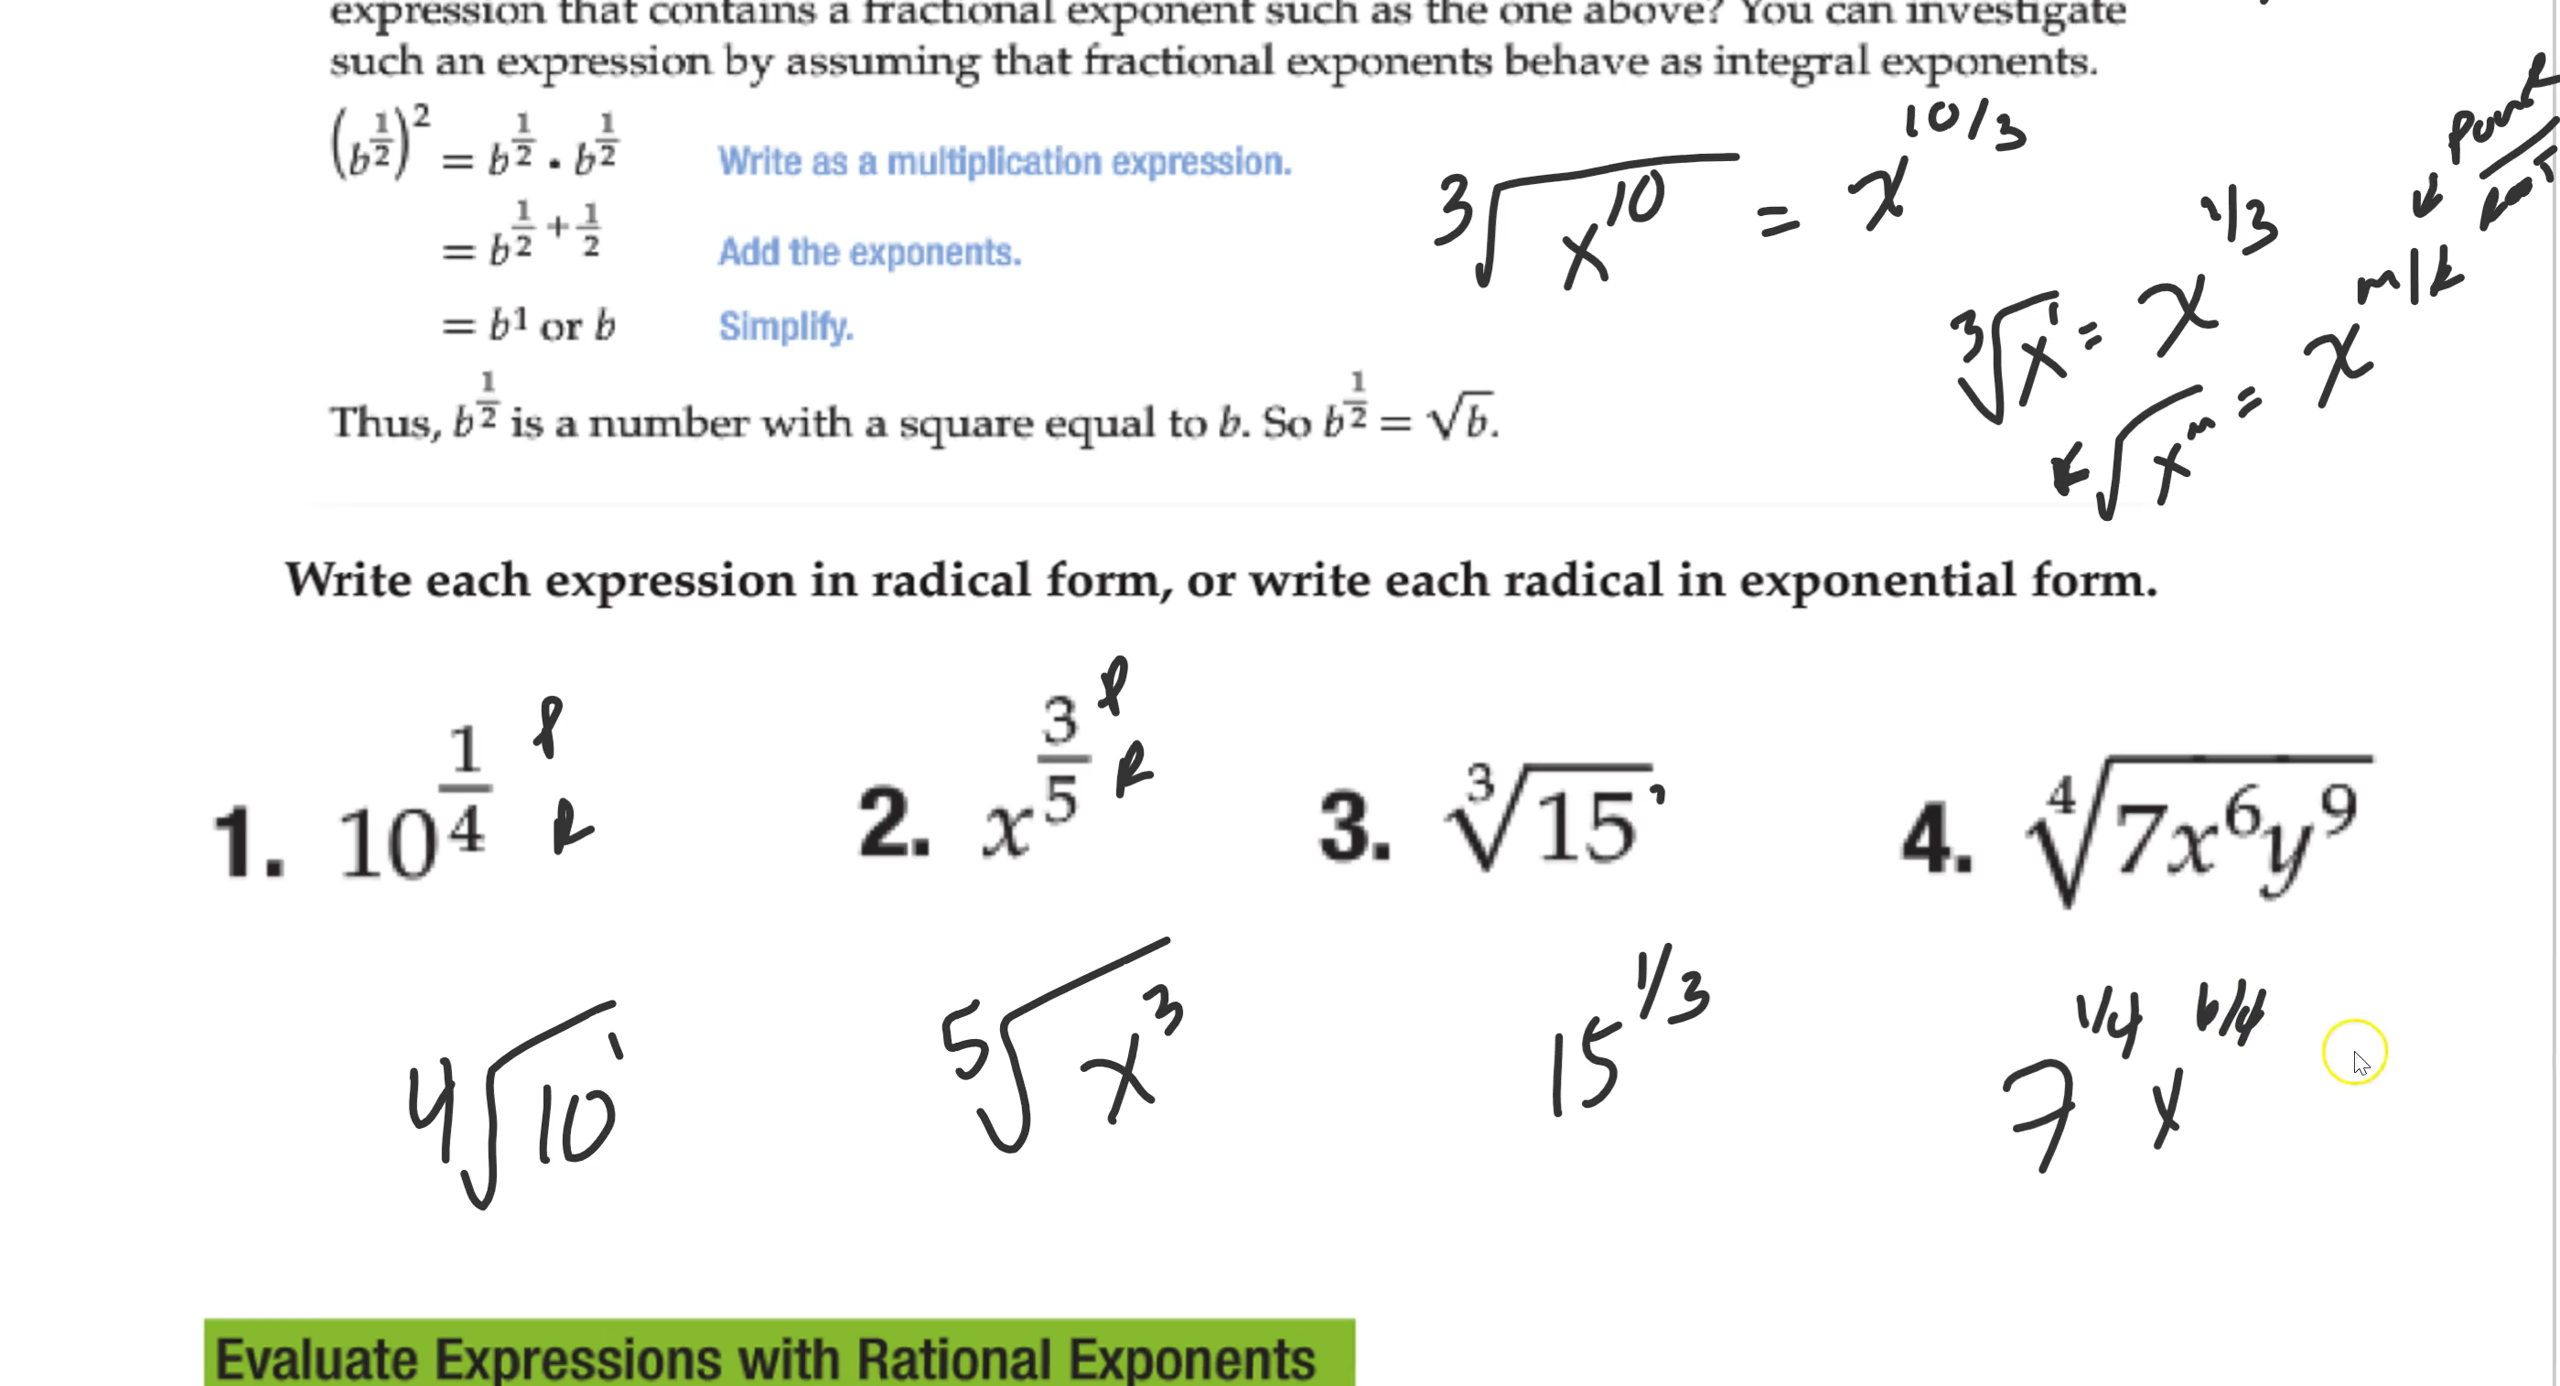 expression that contains a fractional exponent such as the one above? You can investigate
such an expression by assuming that fractional exponents behave as integral exponents.
(b^(1/2))^2 = b^(1/2) · b^(1/2) Write as a multiplication expression.
= b^(1/2 + 1/2) Add the exponents.
= b^1 or b Simplify.
Thus, b^(1/2) is a number with a square equal to b. So b^(1/2) = √b.
∛x^10 = x^(10/3)
∛x^1 = x^(1/3)
x^m = x^(m/k)
Root
Write each expression in radical form, or write each radical in exponential form.
1. 10^(1/4) P R
2. x^(3/5) P R
3. ∛15
4. ∜(7x^6y^9)
4√10^1
5√x^3
15^(1/3)
7^(1/4) x^(6/4)
Evaluate Expressions with Rational Exponents